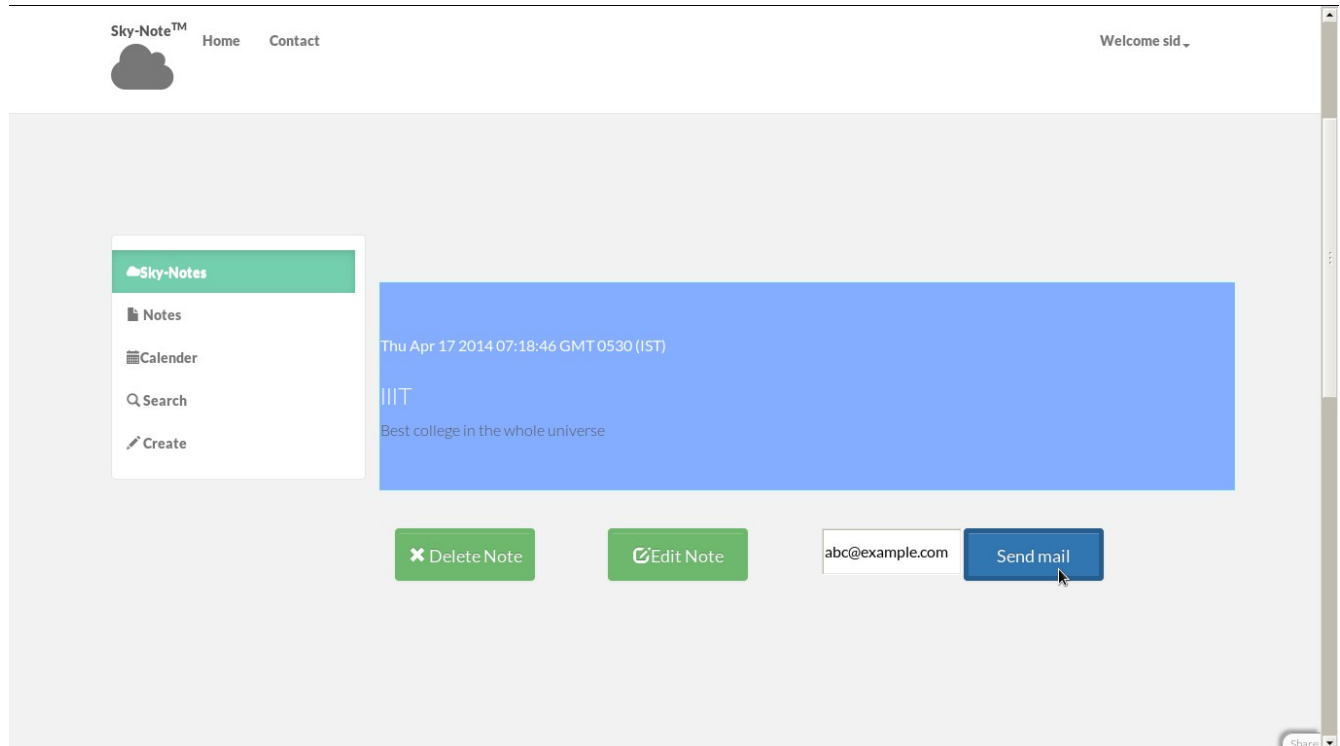 Sky-Note™
Home Contact Welcome sid
Sky-Notes
Notes
Calender
Search
Create
Thu Apr 17 2014 07:18:46 GMT 0530 (IST)
IIIT
Best college in the whole universe
Delete Note Edit Note abc@example.com Send mail
Share